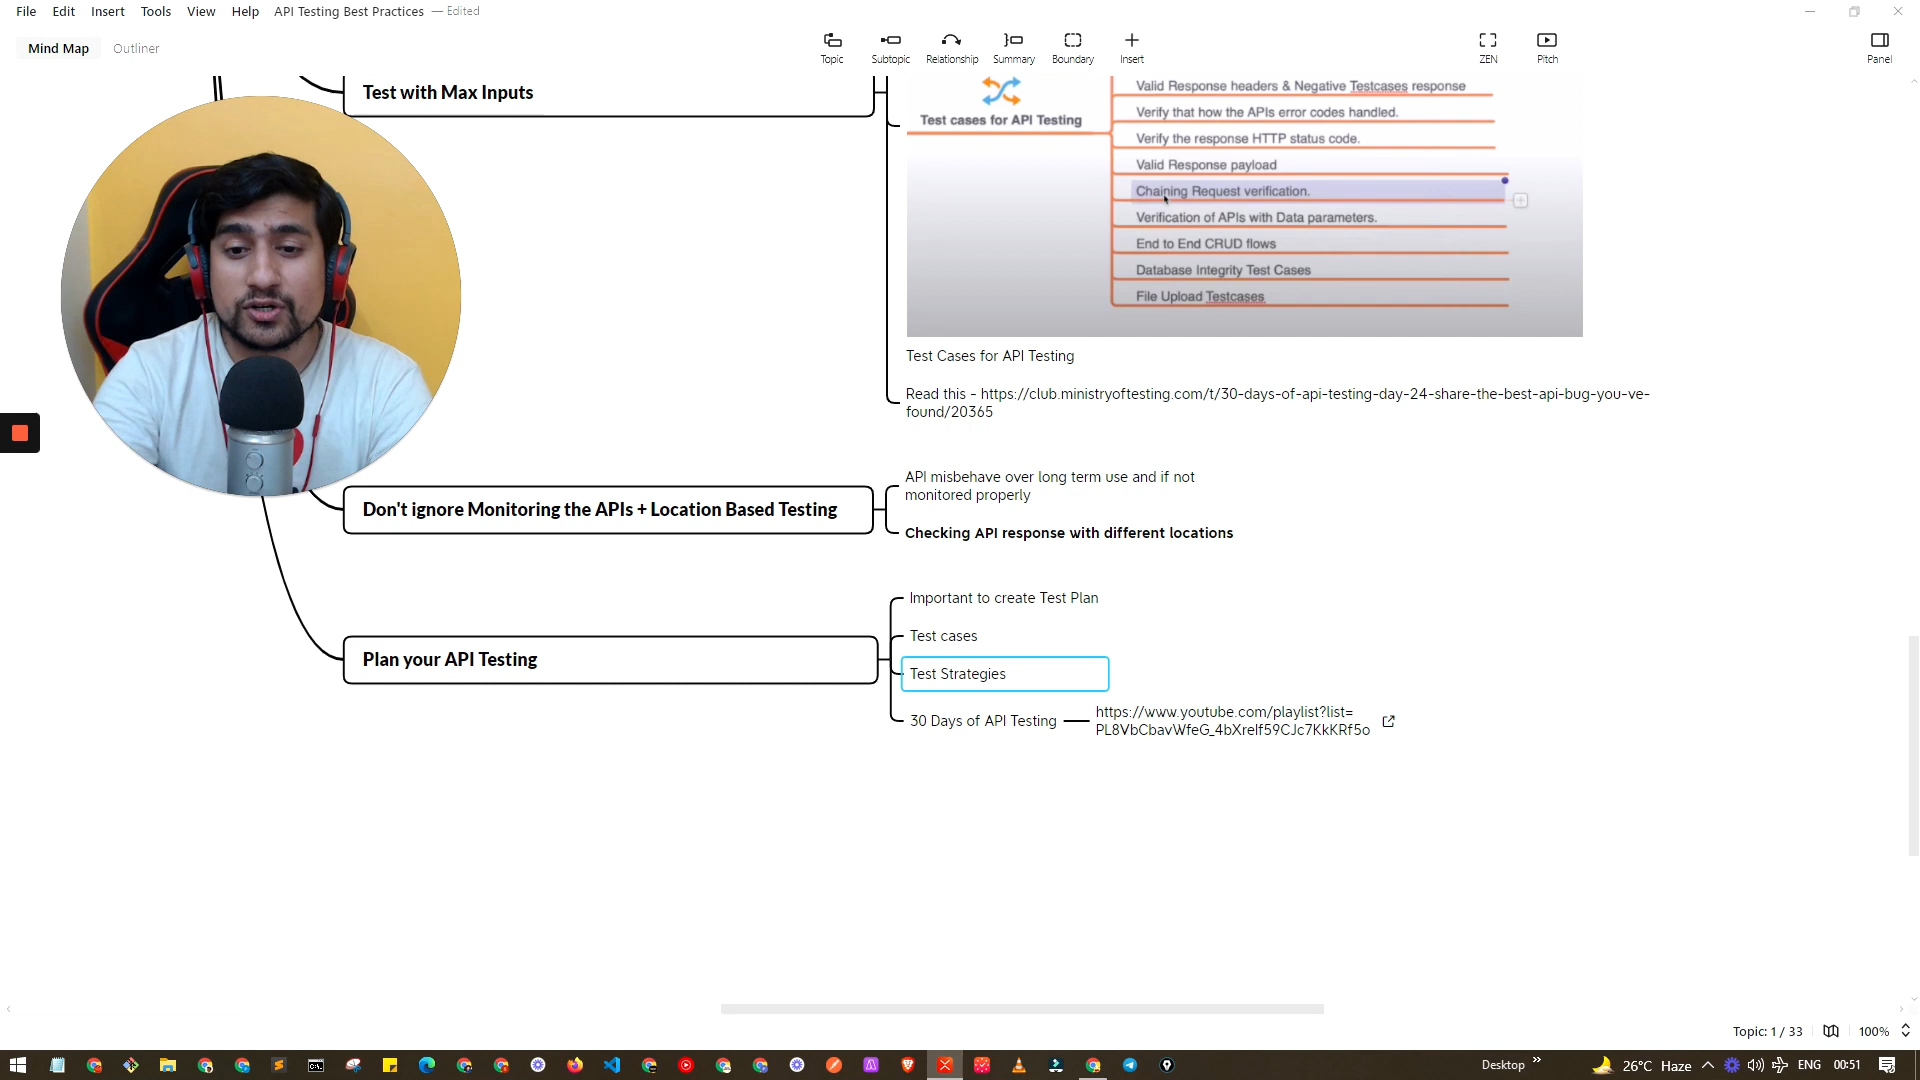 File Edit Insert Tools View Help API Testing Best Practices — Edited
Mind Map Outliner
Topic Subtopic Relationship Summary Boundary Insert ZEN Pitch Panel
Test with Max Inputs
Test cases for API Testing
Valid Response headers & Negative Testcases response
Verify that how the APIs error codes handled.
Verify the response HTTP status code.
Valid Response payload
Chaining Request verification.
Verification of APIs with Data parameters.
End to End CRUD flows
Database Integrity Test Cases
File Upload Testcases
Test Cases for API Testing
Read this - https://club.ministryoftesting.com/t/30-days-of-api-testing-day-24-share-the-best-api-bug-you-ve-
found/20365
Don't ignore Monitoring the APIs + Location Based Testing
API misbehave over long term use and if not
monitored properly
Checking API response with different locations
Plan your API Testing
Important to create Test Plan
Test cases
Test Strategies
30 Days of API Testing
https://www.youtube.com/playlist?list=
PL8VbCbavWfeG_4bXreIf59CJc7KkKRf5o
Topic: 1 / 33 100%
Desktop 26°C Haze ENG 00:51